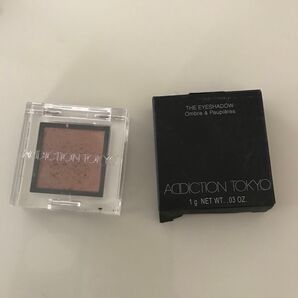 ADDICTION TOKYO
THE EYESHADOW
Ombre à Paupières
ADDICTION TOKYO
1 g NET WT. .03 OZ.